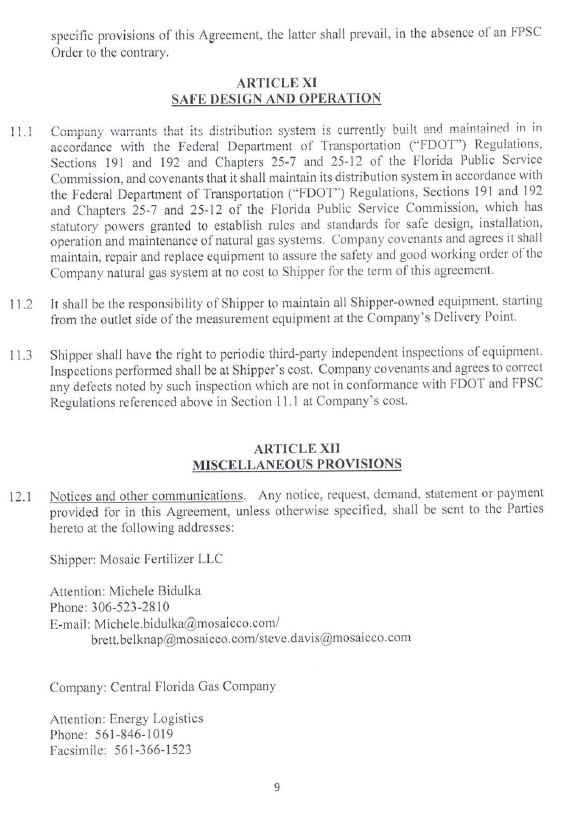 specific provisions of this Agreement, the latter shall prevail, in the absence of an FPSC
Order to the contrary.
ARTICLE XI
SAFE DESIGN AND OPERATION
11.1 Company warrants that its distribution system is currently built and maintained in in
accordance with the Federal Department of Transportation ("FDOT") Regulations,
Sections 191 and 192 and Chapters 25-7 and 25-12 of the Florida Public Service
Commission, and covenants that it shall maintain its distribution system in accordance with
the Federal Department of Transportation ("FDOT") Regulations, Sections 191 and 192
and Chapters 25-7 and 25-12 of the Florida Public Service Commission, which has
statutory powers granted to establish rules and standards for safe design, installation,
operation and maintenance of natural gas systems. Company covenants and agrees it shall
maintain, repair and replace equipment to assure the safety and good working order of the
Company natural gas system at no cost to Shipper for the term of this agreement.
11.2 It shall be the responsibility of Shipper to maintain all Shipper-owned equipment, starting
from the outlet side of the measurement equipment at the Company's Delivery Point.
11.3 Shipper shall have the right to periodic third-party independent inspections of equipment.
Inspections performed shall be at Shipper's cost. Company covenants and agrees to correct
any defects noted by such inspection which are not in conformance with FDOT and FPSC
Regulations referenced above in Section 11.1 at Company's cost.
ARTICLE XII
MISCELLANEOUS PROVISIONS
12.1 Notices and other communications. Any notice, request, demand, statement or payment
provided for in this Agreement, unless otherwise specified, shall be sent to the Parties
hereto at the following addresses:
Shipper: Mosaic Fertilizer LLC
Attention: Michele Bidulka
Phone: 306-523-2810
E-mail: Michele.bidulka@mosaicco.com/
brett.belknap@mosaicco.com/steve.davis@mosaicco.com
Company: Central Florida Gas Company
Attention: Energy Logistics
Phone: 561-846-1019
Facsimile: 561-366-1523
9